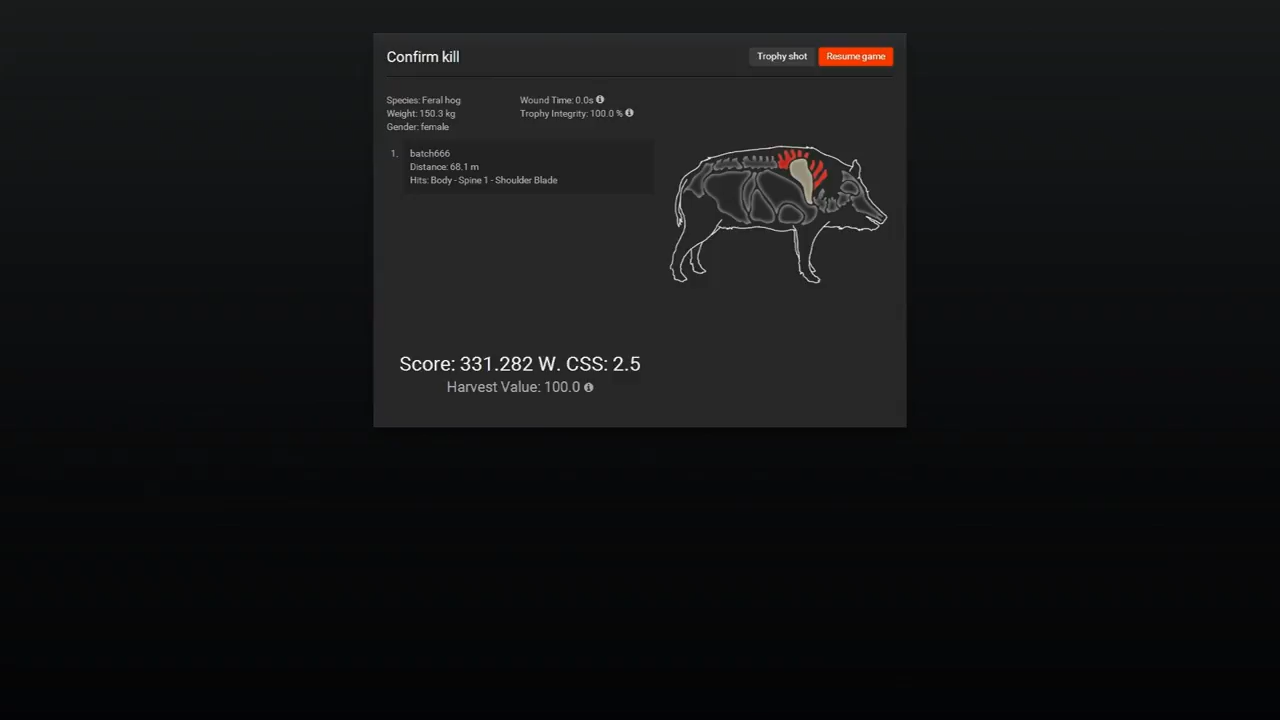 Confirm kill
Trophy shot
Resume game
Species: Feral hog
Weight: 150.3 kg
Gender: female
Wound Time: 0.0s
Trophy Integrity: 100.0 %
1.
batch666
Distance: 68.1 m
Hits: Body - Spine 1 - Shoulder Blade
Score: 331.282 W. CSS: 2.5
Harvest Value: 100.0